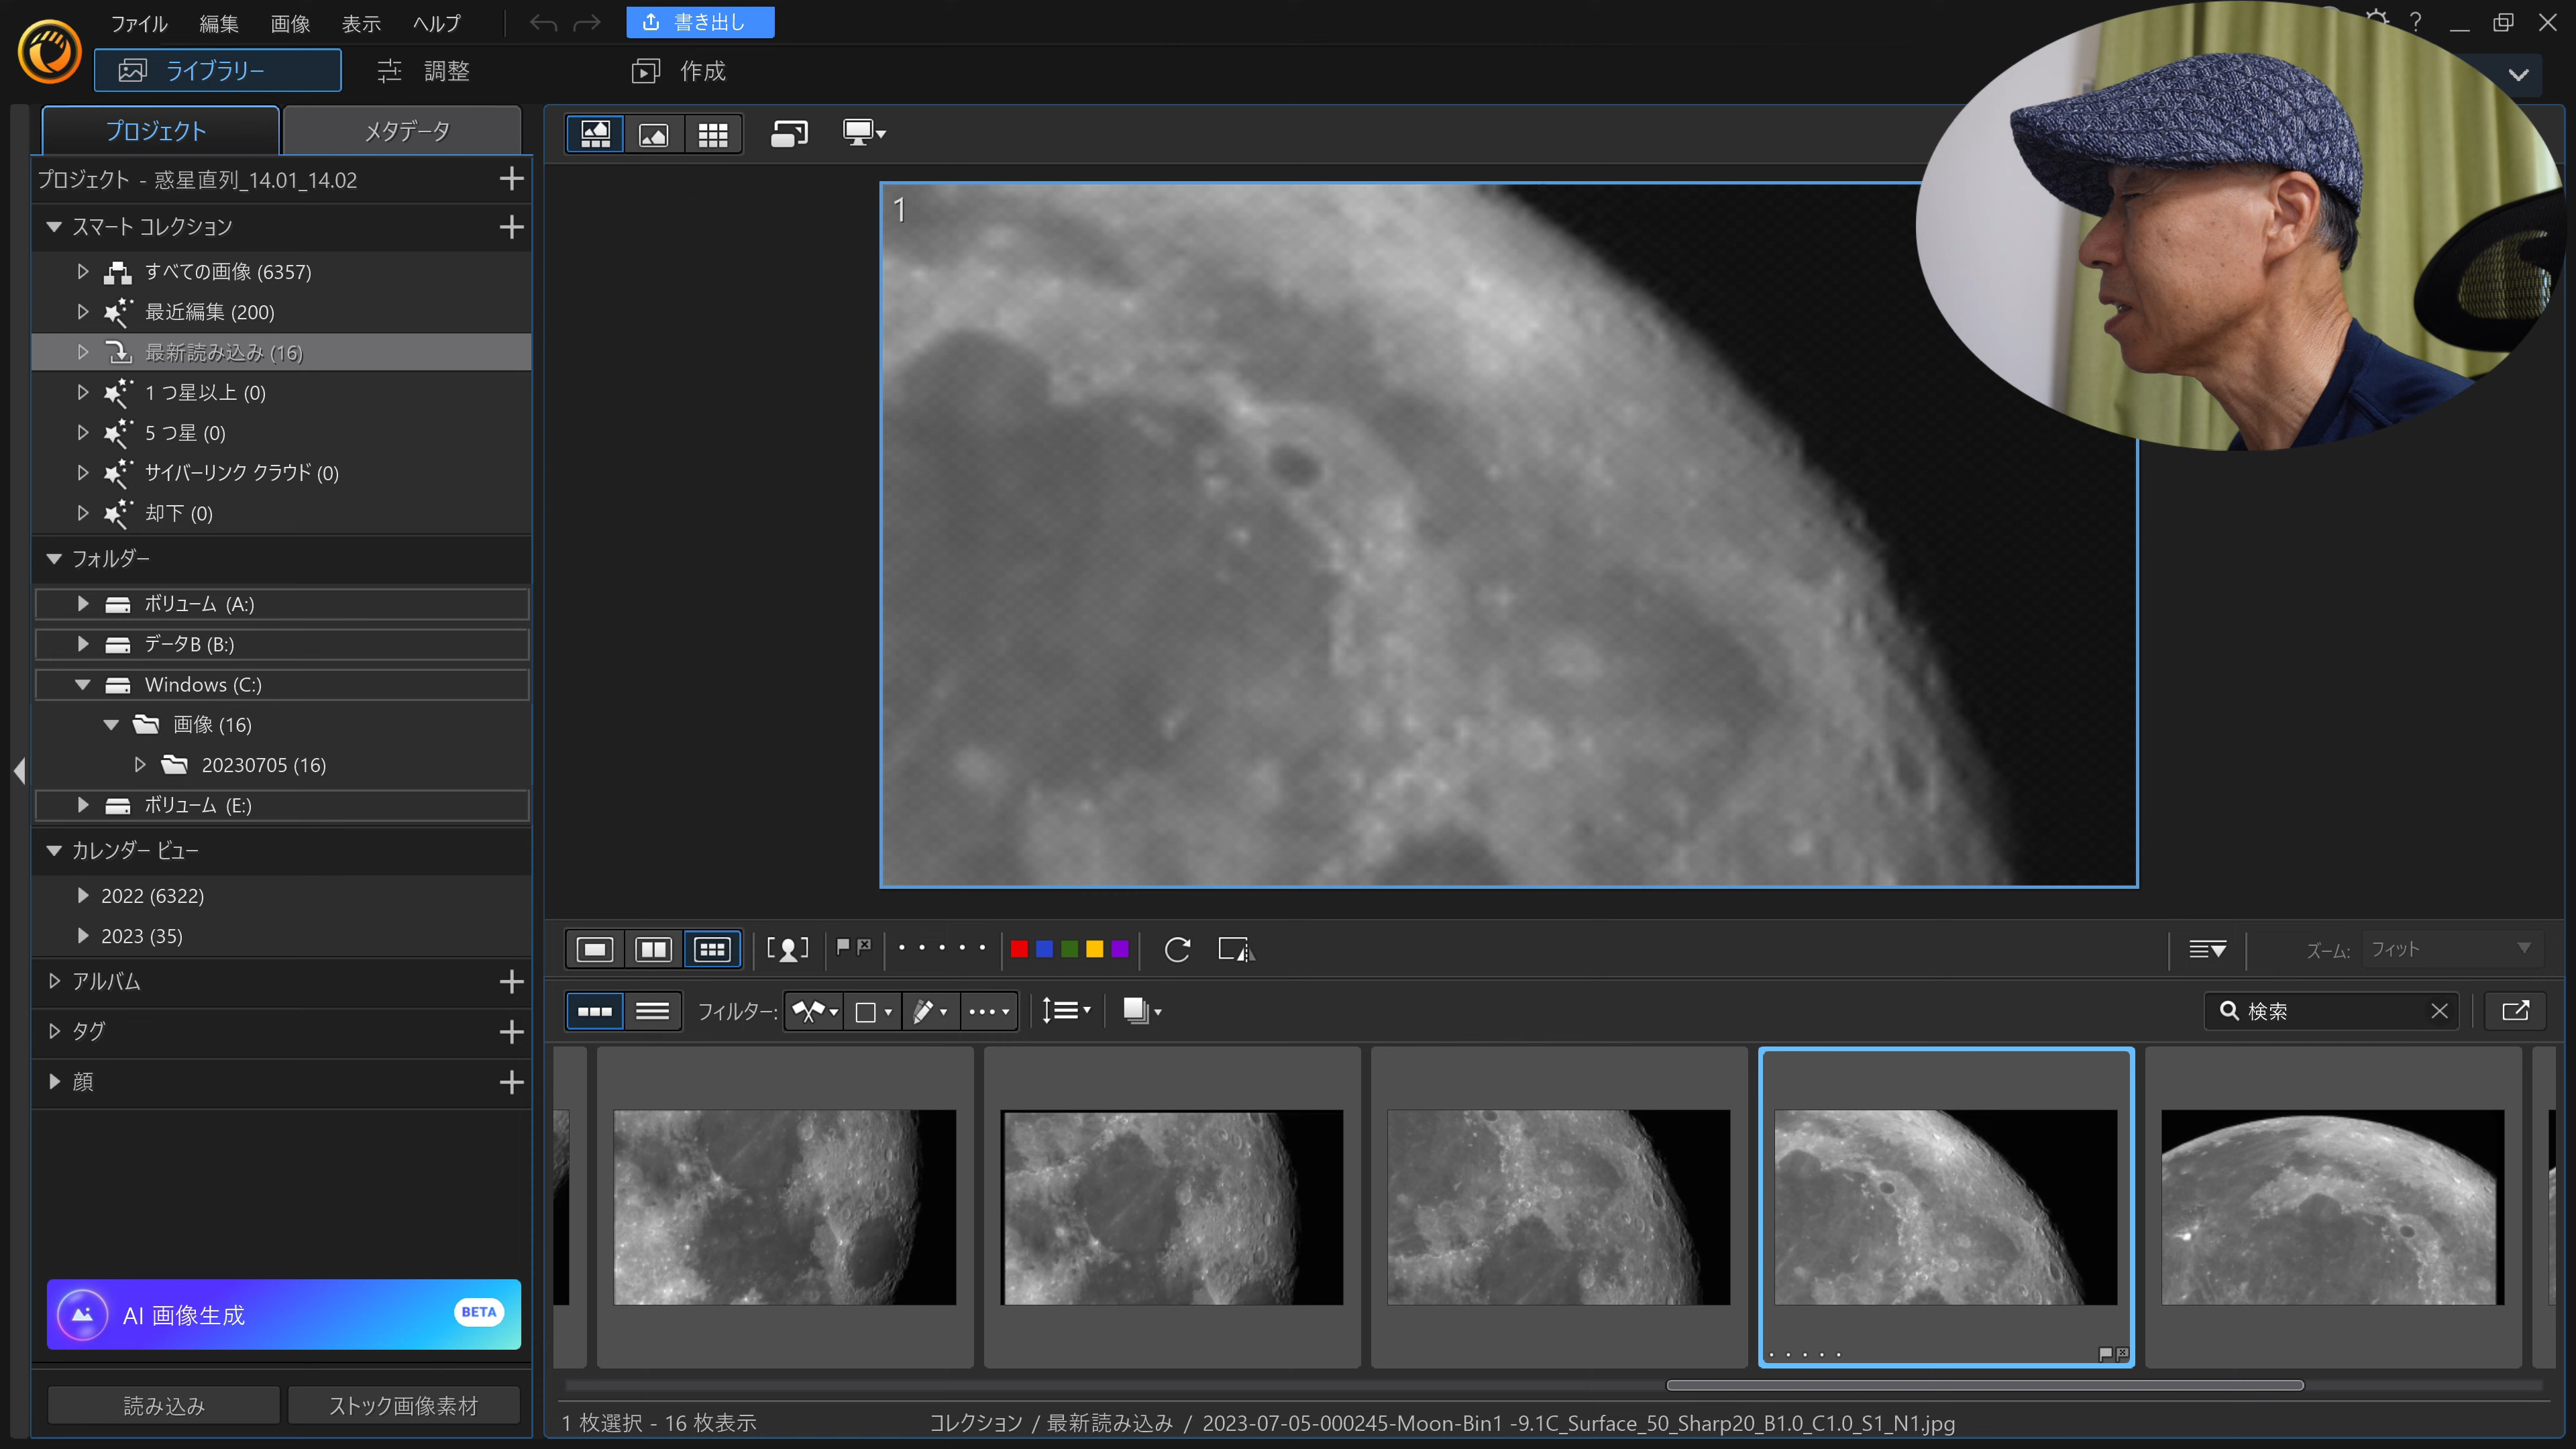 ファイル 編集 画像 表示 ヘルプ 書き出し ?
ライブラリー 調整 作成
プロジェクト メタデータ
プロジェクト - 惑星直列_14.01_14.02
スマート コレクション
すべての画像 (6357)
最近編集 (200)
最新読み込み (16)
1 つ星以上 (0)
5 つ星 (0)
サイバーリンク クラウド (0)
却下 (0)
フォルダー
ボリューム (A:)
データB (B:)
Windows (C:)
画像 (16)
20230705 (16)
ボリューム (E:)
カレンダー ビュー
2022 (6322)
2023 (35)
アルバム
タグ
顔
AI 画像生成 BETA
読み込み ストック画像素材
1
ズーム: フィット
フィルター: 検索
1 枚選択 - 16 枚表示 コレクション / 最新読み込み / 2023-07-05-000245-Moon-Bin1 -9.1C_Surface_50_Sharp20_B1.0_C1.0_S1_N1.jpg